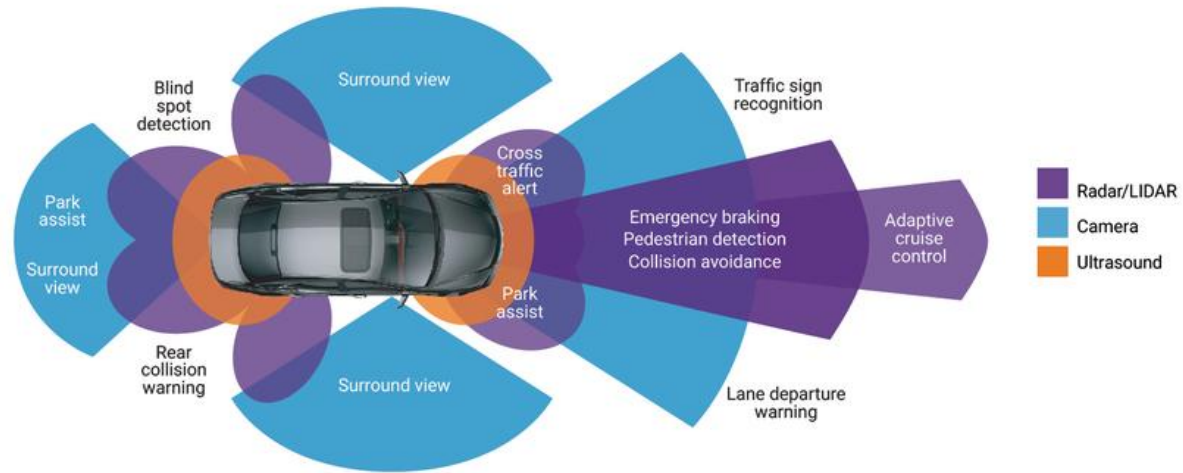 Surround view
Blind
spot
detection
Traffic sign
recognition
Cross
traffic
alert
Park
assist
Surround
view
Emergency braking
Pedestrian detection
Collision avoidance
Adaptive
cruise
control
Radar/LIDAR
Camera
Ultrasound
Park
assist
Rear
collision
warning
Surround view
Lane departure
warning